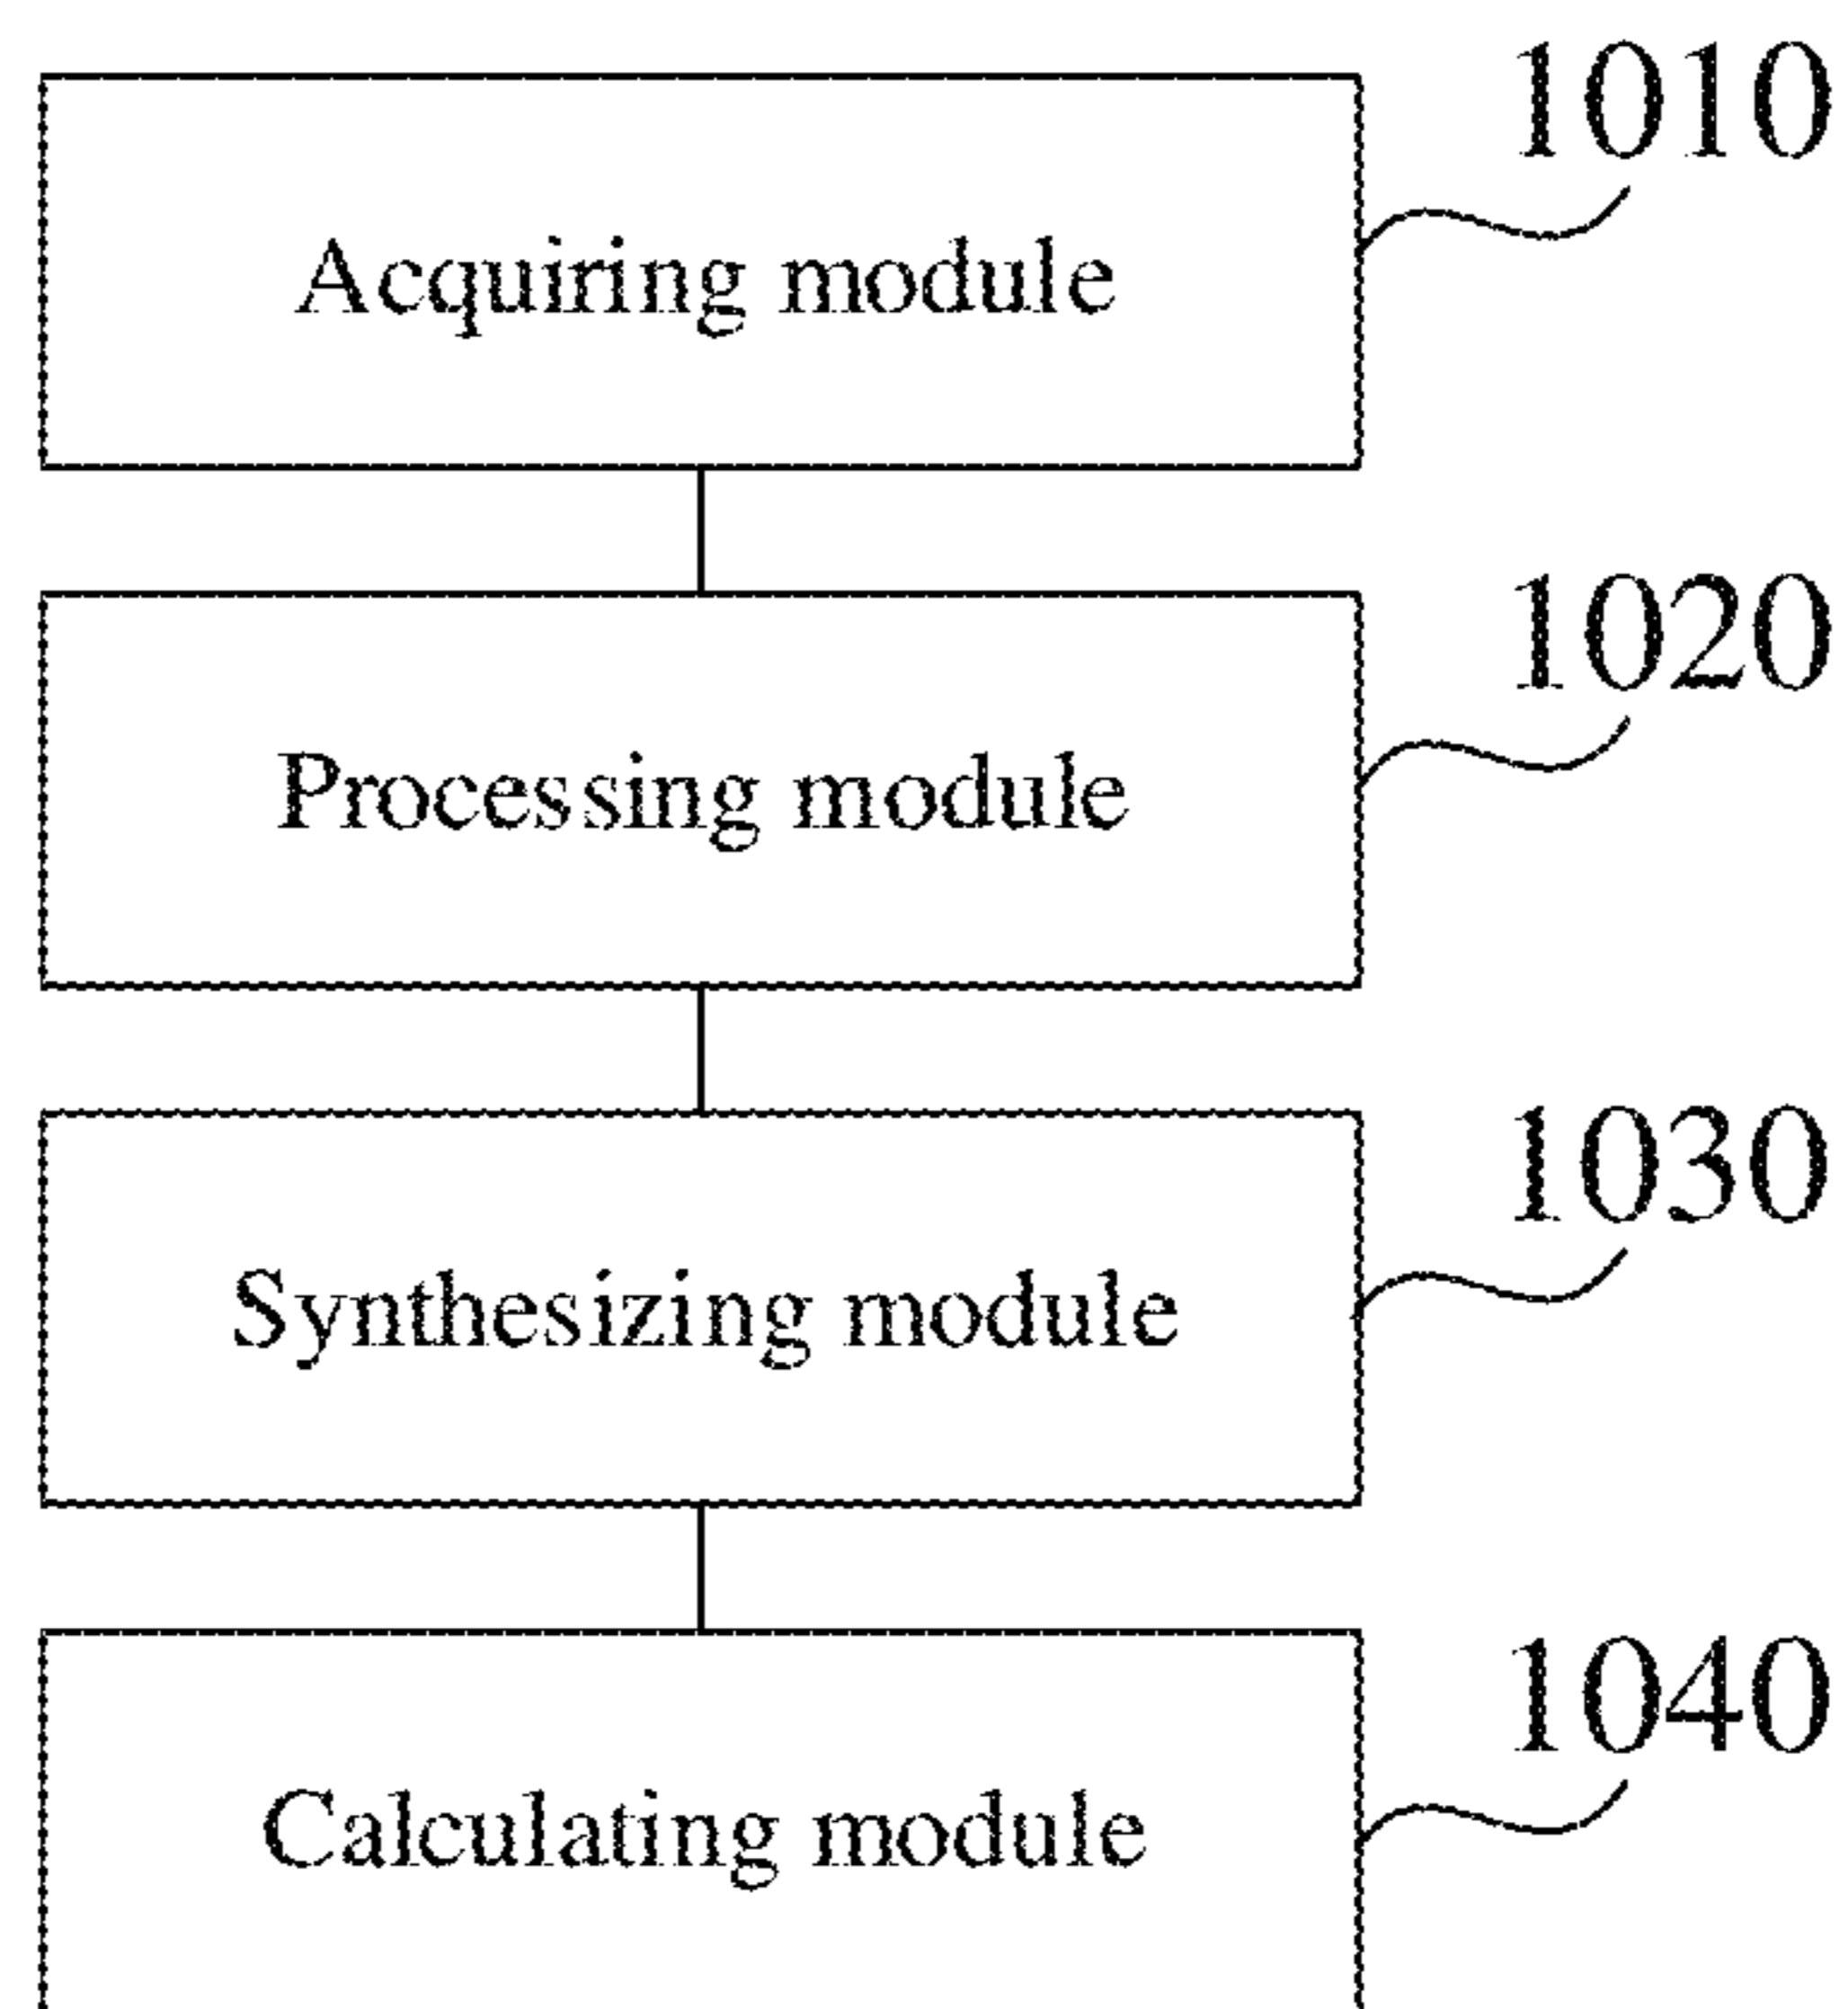 1010
Acquiring module
1020
Processing module
1030
Synthesizing module
1040
Calculating module